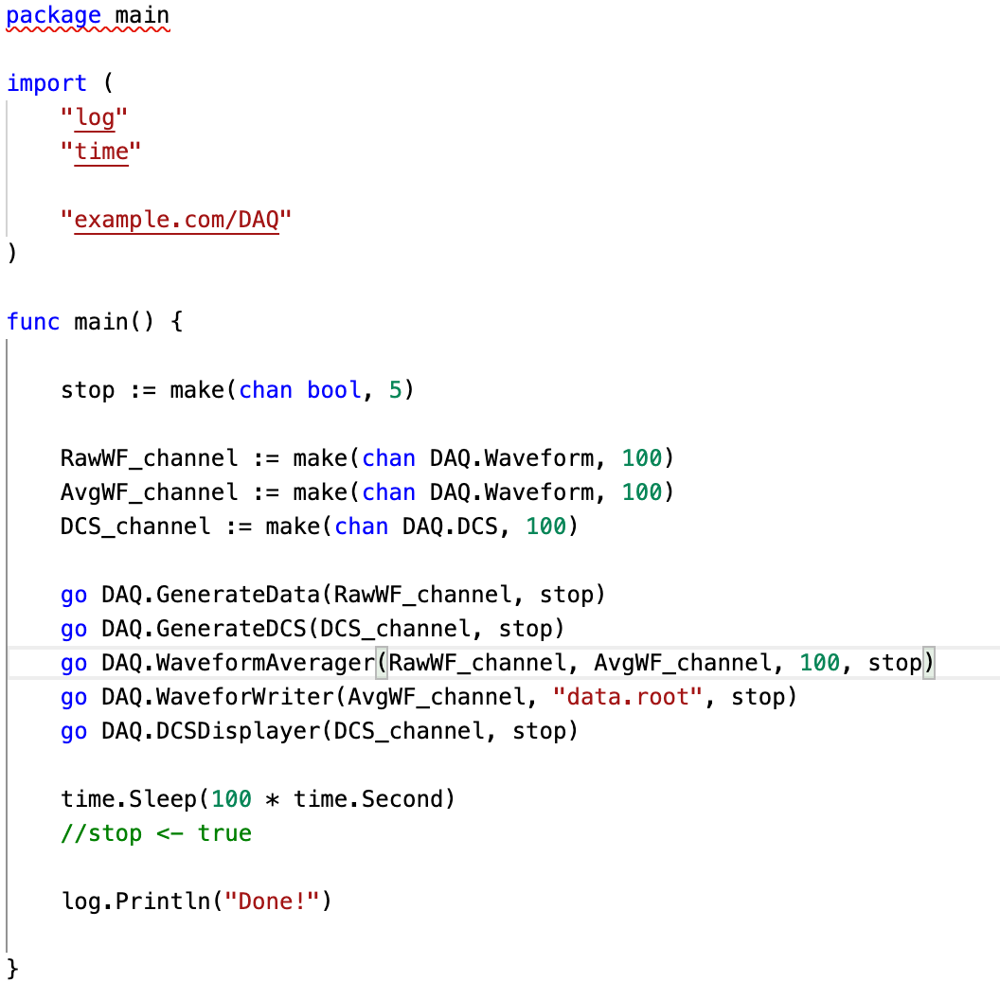 package main
import (
"log"
"time"
"example.com/DAQ"
)
func main() {
stop := make(chan bool, 5)
RawWF_channel := make(chan DAQ.Waveform, 100)
AvgWF_channel := make(chan DAQ.Waveform, 100)
DCS_channel := make(chan DAQ.DCS, 100)
go DAQ.GenerateData(RawWF_channel, stop)
go DAQ.GenerateDCS(DCS_channel, stop)
go DAQ.WaveformAverager(RawWF_channel, AvgWF_channel, 100, stop)
go DAQ.WaveforWriter(AvgWF_channel, "data.root", stop)
go DAQ.DCSDisplayer(DCS_channel, stop)
time.Sleep(100 * time.Second)
//stop <- true
log.Println("Done!")
}